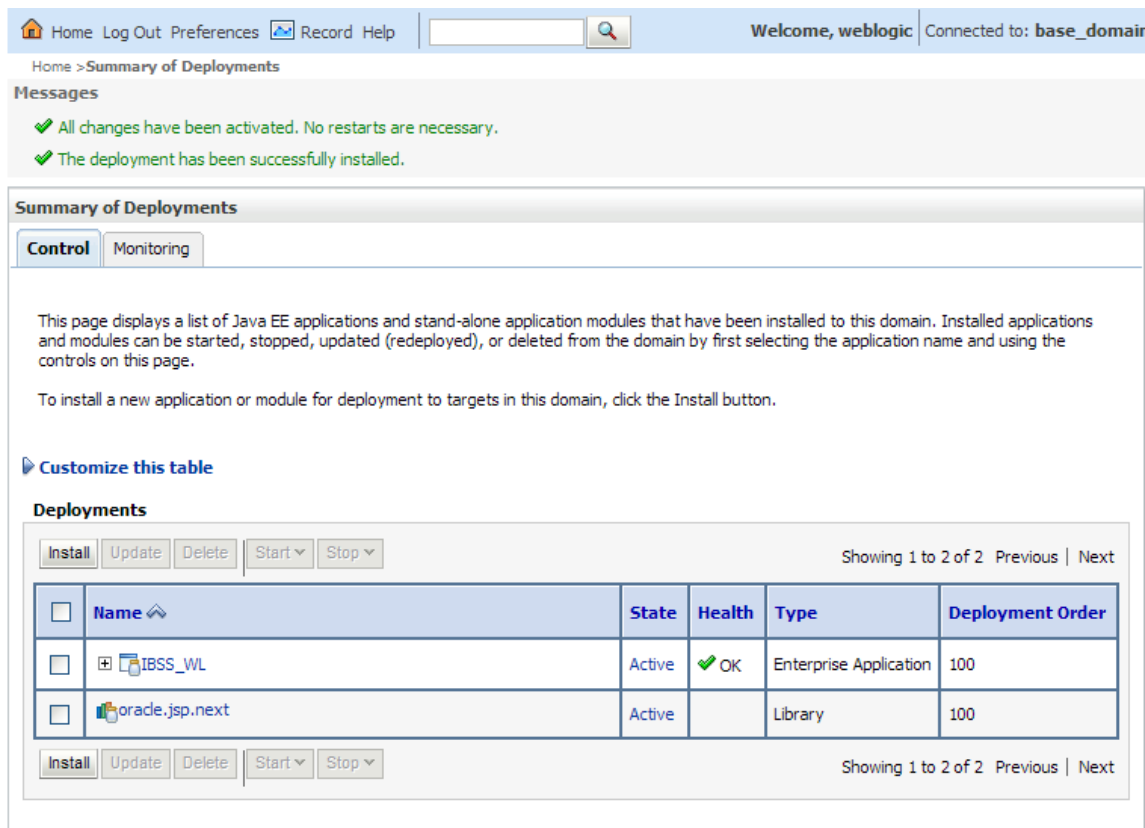 Home Log Out Preferences Record Help
Welcome, weblogic Connected to: base_domain
Home >Summary of Deployments
Messages
All changes have been activated. No restarts are necessary.
The deployment has been successfully installed.
Summary of Deployments
Control Monitoring
This page displays a list of Java EE applications and stand-alone application modules that have been installed to this domain. Installed applications
and modules can be started, stopped, updated (redeployed), or deleted from the domain by first selecting the application name and using the
controls on this page.
To install a new application or module for deployment to targets in this domain, click the Install button.
Customize this table
Deployments
Install Update Delete Start Stop Showing 1 to 2 of 2 Previous | Next
Name State Health Type Deployment Order
IBSS_WL Active OK Enterprise Application 100
oracle.jsp.next Active Library 100
Install Update Delete Start Stop Showing 1 to 2 of 2 Previous | Next